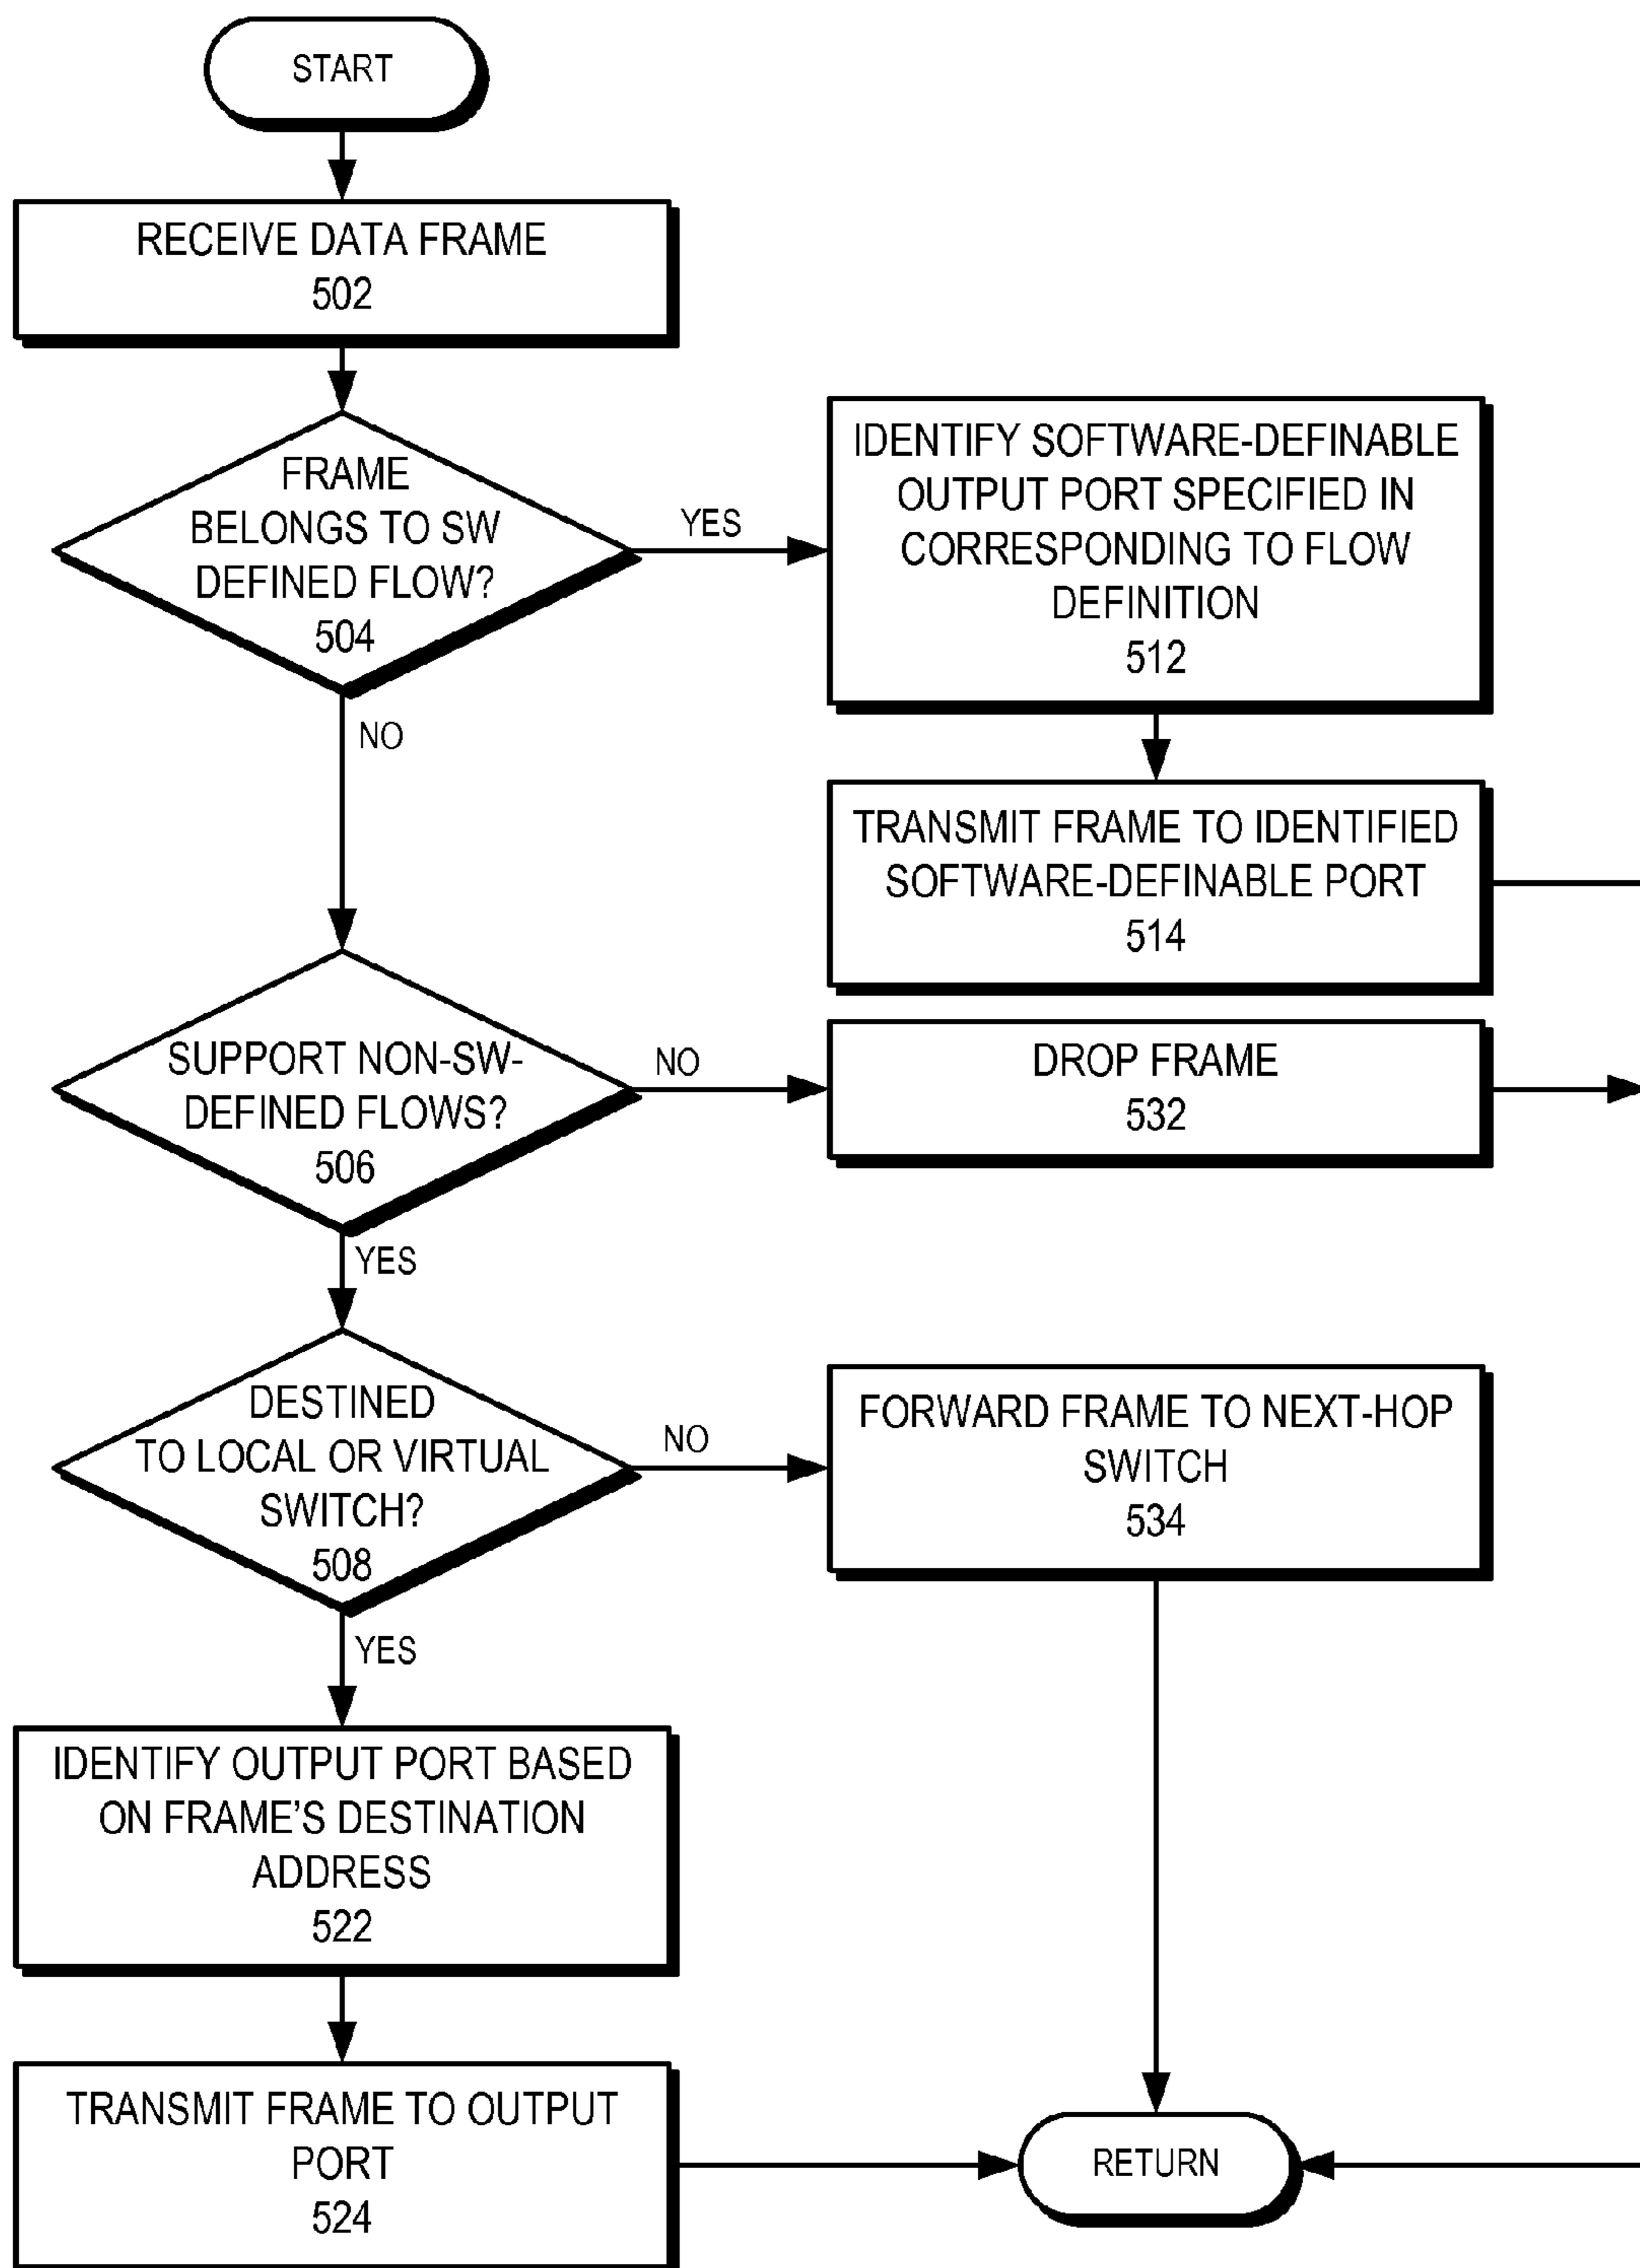 START
RECEIVE DATA FRAME
502
FRAME
BELONGS TO SW
DEFINED FLOW?
504
YES
IDENTIFY SOFTWARE-DEFINABLE
OUTPUT PORT SPECIFIED IN
CORRESPONDING TO FLOW
DEFINITION
512
NO
TRANSMIT FRAME TO IDENTIFIED
SOFTWARE-DEFINABLE PORT
514
SUPPORT NON-SW-
DEFINED FLOWS?
506
NO
DROP FRAME
532
YES
DESTINED
TO LOCAL OR VIRTUAL
SWITCH?
508
NO
FORWARD FRAME TO NEXT-HOP
SWITCH
534
YES
IDENTIFY OUTPUT PORT BASED
ON FRAME'S DESTINATION
ADDRESS
522
TRANSMIT FRAME TO OUTPUT
PORT
524
RETURN